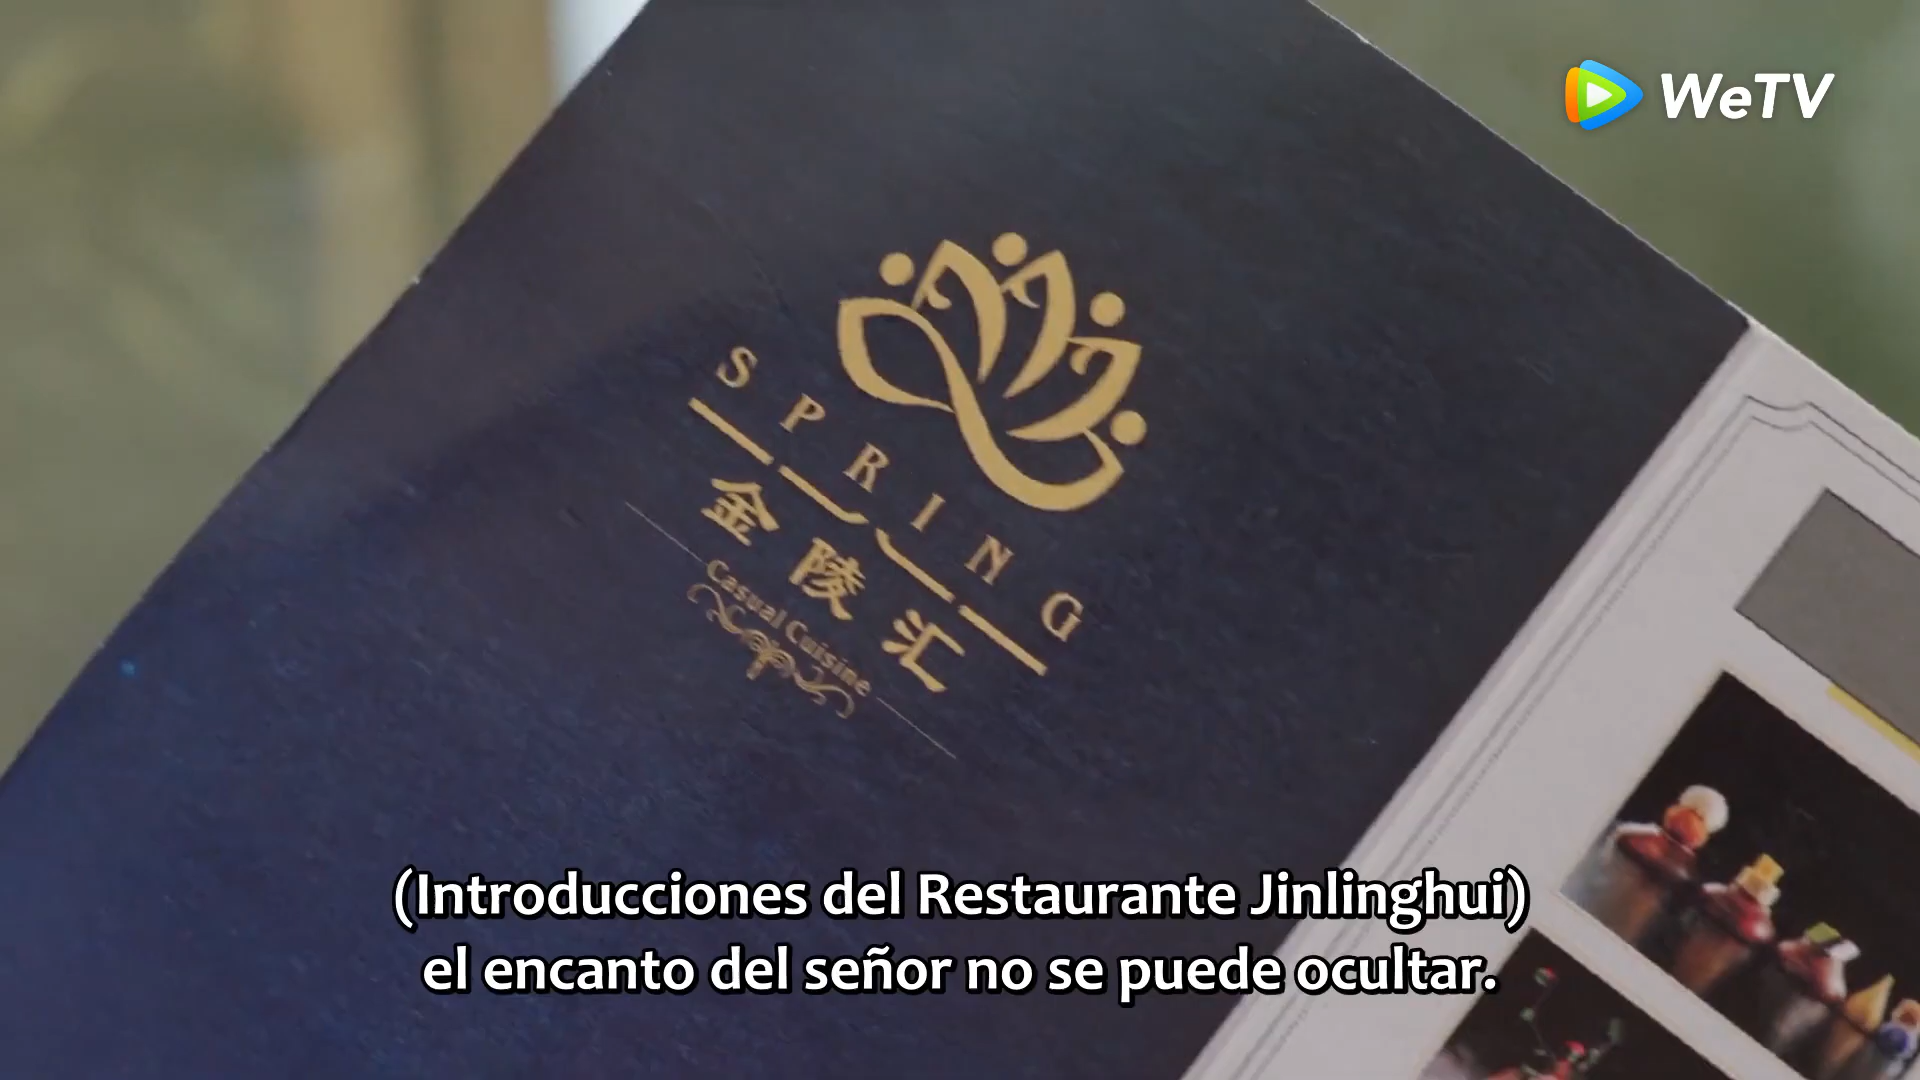 WeTV
SPRING
金陵汇
Casual Cuisine
(Introducciones del Restaurante Jinlinghui)
el encanto del señor no se puede ocultar.